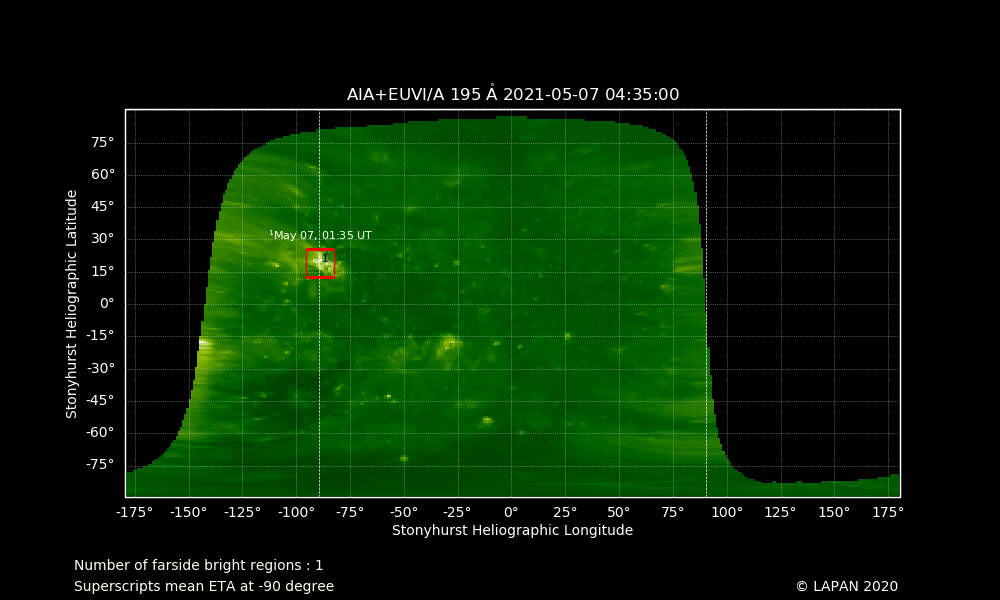 AIA+EUVI/A 195 Å 2021-05-07 04:35:00
75°
60°
45°
30°
15°
0°
-15°
-30°
-45°
-60°
-75°
Stonyhurst Heliographic Latitude
¹May 07, 01:35 UT
1
-175° -150° -125° -100° -75° -50° -25° 0° 25° 50° 75° 100° 125° 150° 175°
Stonyhurst Heliographic Longitude
Number of farside bright regions : 1
Superscripts mean ETA at -90 degree
© LAPAN 2020